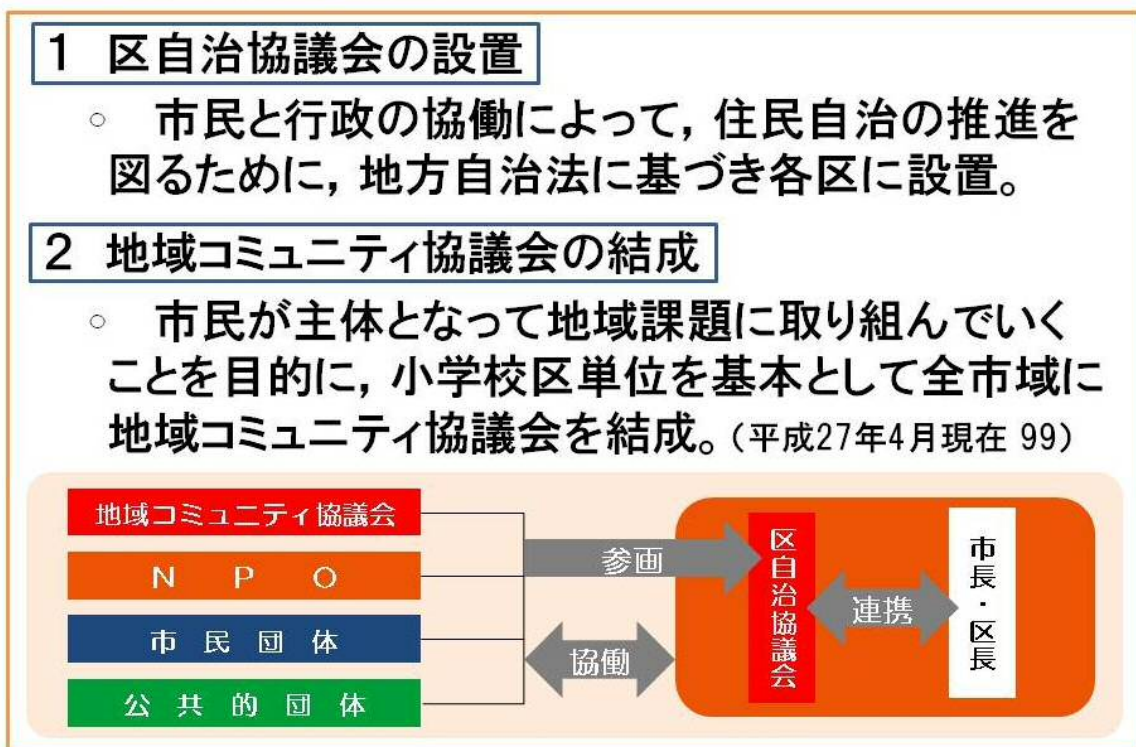 1 区自治協議会の設置
○ 市民と行政の協働によって，住民自治の推進を
図るために，地方自治法に基づき各区に設置。
2 地域コミュニティ協議会の結成
○ 市民が主体となって地域課題に取り組んでいく
ことを目的に，小学校区単位を基本として全市域に
地域コミュニティ協議会を結成。（平成27年4月現在 99）
地域コミュニティ協議会
NPO
市民団体
公共的団体
参画
協働
区自治協議会
連携
市長・区長